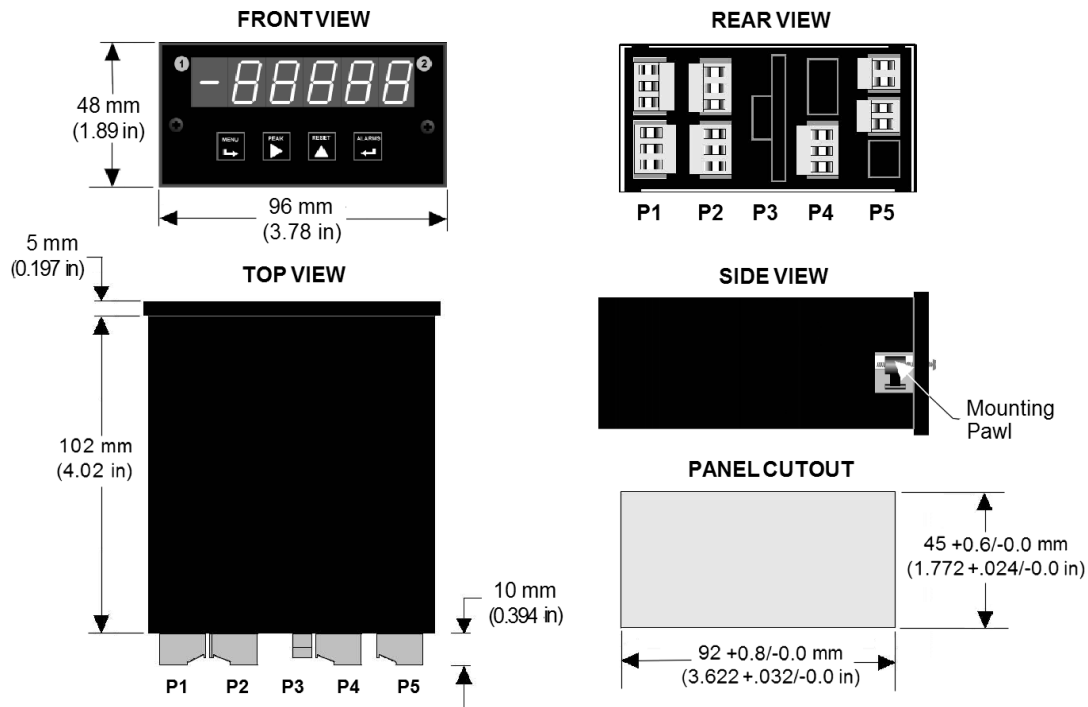 FRONT VIEW
1
-88888
2
MENU
PEAK
RESET
ALARMS
48 mm
(1.89 in)
96 mm
(3.78 in)
REAR VIEW
P1 P2 P3 P4 P5
5 mm
(0.197 in)
TOP VIEW
102 mm
(4.02 in)
10 mm
(0.394 in)
P1 P2 P3 P4 P5
SIDE VIEW
Mounting
Pawl
PANEL CUTOUT
45 +0.6/-0.0 mm
(1.772 +.024/-0.0 in)
92 +0.8/-0.0 mm
(3.622 +.032/-0.0 in)